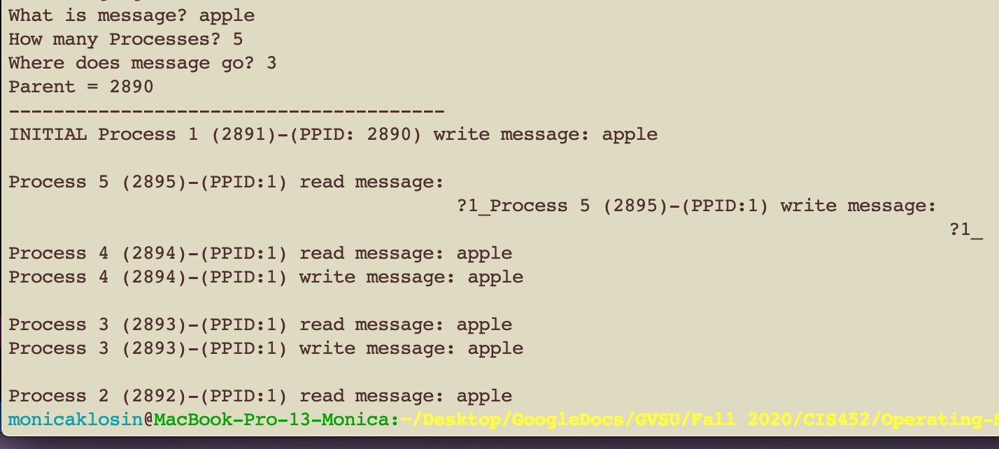 What is message? apple
How many Processes? 5
Where does message go? 3
Parent = 2890
---------------------------------------
INITIAL Process 1 (2891)-(PPID: 2890) write message: apple
Process 5 (2895)-(PPID:1) read message:
?1_Process 5 (2895)-(PPID:1) write message:
?1_
Process 4 (2894)-(PPID:1) read message: apple
Process 4 (2894)-(PPID:1) write message: apple
Process 3 (2893)-(PPID:1) read message: apple
Process 3 (2893)-(PPID:1) write message: apple
Process 2 (2892)-(PPID:1) read message: apple
monicaklosin@MacBook-Pro-13-Monica:~/Desktop/GoogleDocs/GVSU/Fall 2020/CIS452/Operating-S